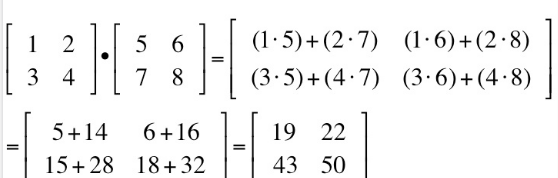 [1 2; 3 4] • [5 6; 7 8] = [(1·5)+(2·7) (1·6)+(2·8); (3·5)+(4·7) (3·6)+(4·8)]
= [5+14 6+16; 15+28 18+32] = [19 22; 43 50]